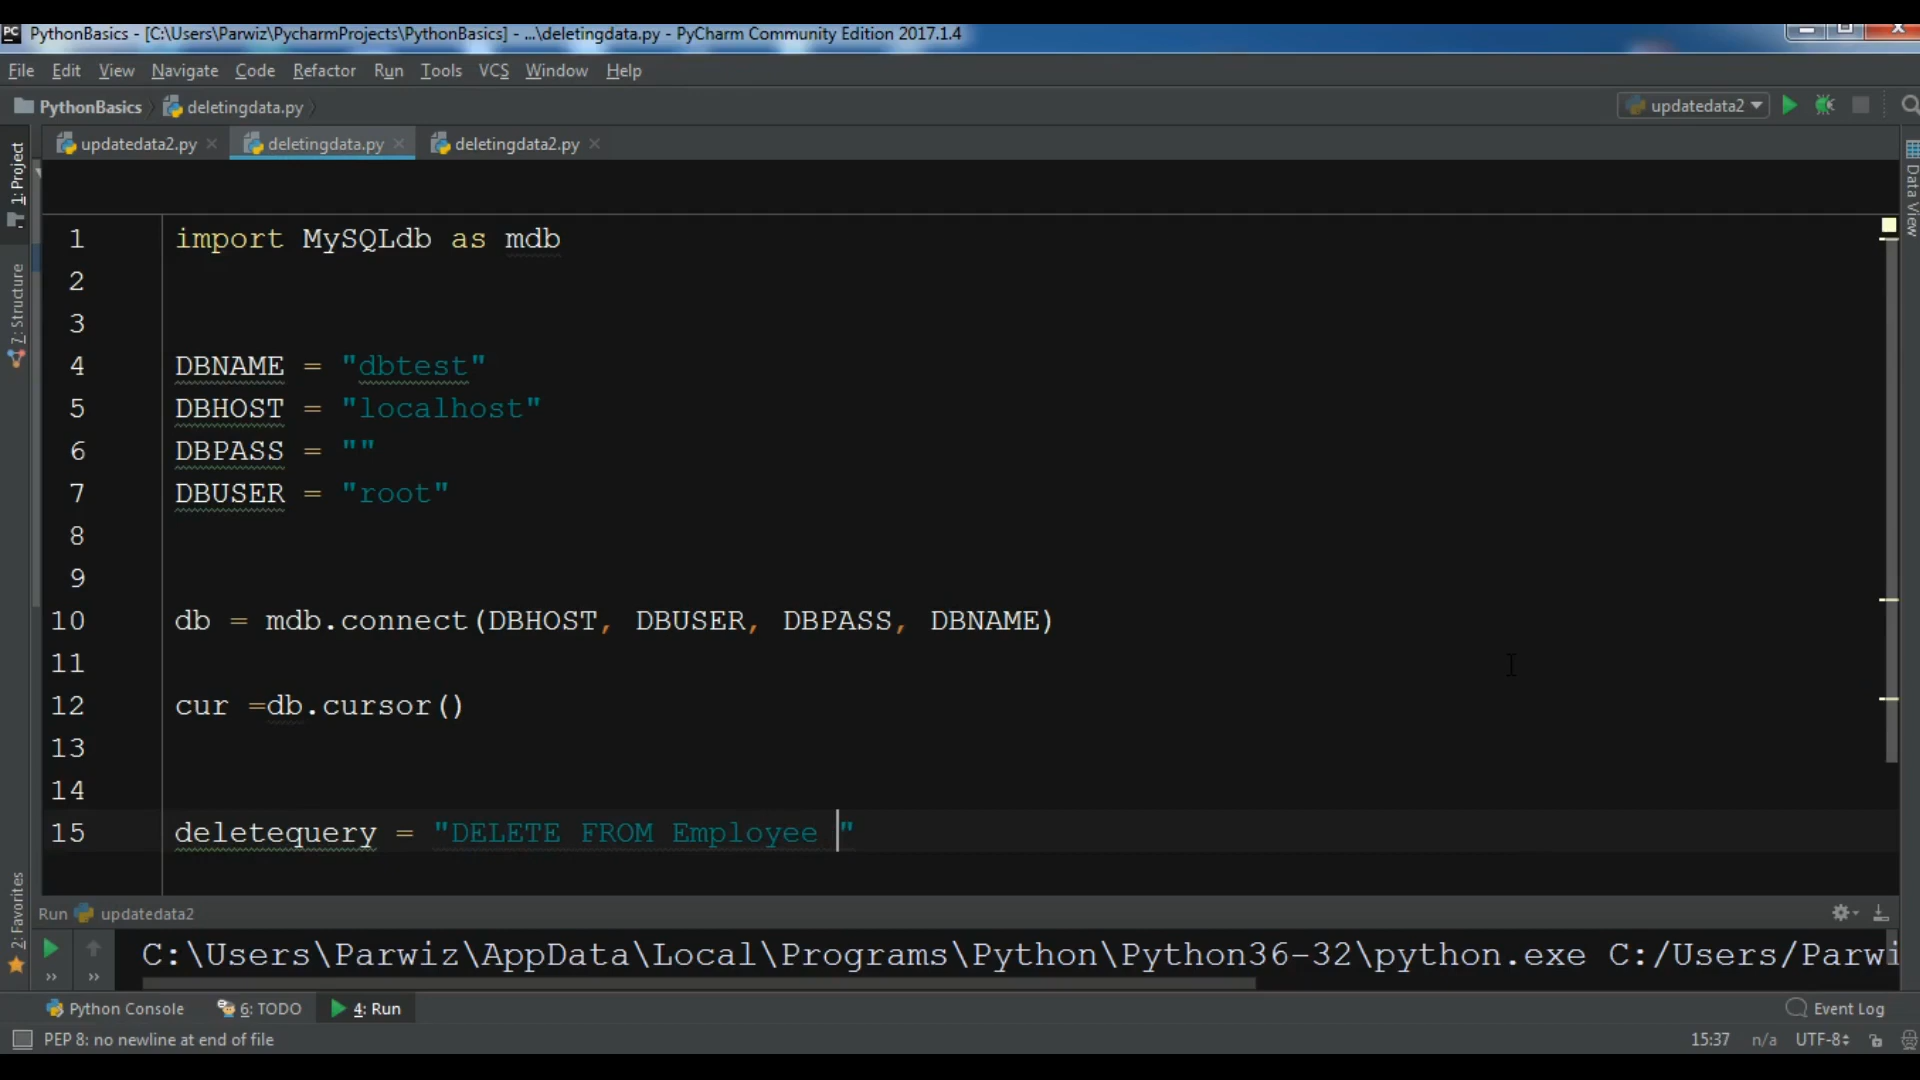 PC PythonBasics - [C:\Users\Parwiz\PycharmProjects\PythonBasics] - ...\deletingdata.py - PyCharm Community Edition 2017.1.4
File Edit View Navigate Code Refactor Run Tools VCS Window Help
PythonBasics deletingdata.py updatedata2
updatedata2.py deletingdata.py deletingdata2.py
1: Project
7: Structure
2: Favorites
Data View
1 import MySQLdb as mdb
2
3
4 DBNAME = "dbtest"
5 DBHOST = "localhost"
6 DBPASS = ""
7 DBUSER = "root"
8
9
10 db = mdb.connect(DBHOST, DBUSER, DBPASS, DBNAME)
11
12 cur =db.cursor()
13
14
15 deletequery = "DELETE FROM Employee "
Run updatedata2
C:\Users\Parwiz\AppData\Local\Programs\Python\Python36-32\python.exe C:/Users/Parwi
Python Console 6: TODO 4: Run Event Log
PEP 8: no newline at end of file 15:37 n/a UTF-8